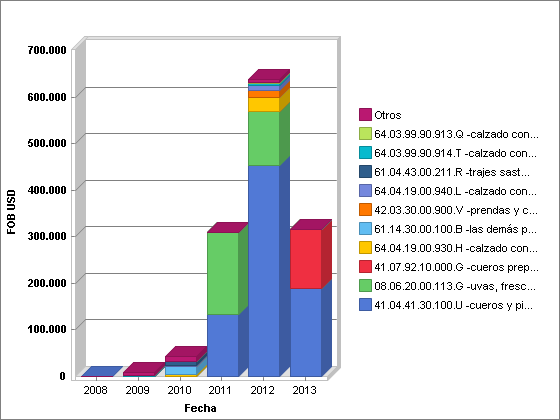 700.000
600.000
500.000
400.000
300.000
200.000
100.000
0
FOB USD
2008 2009 2010 2011 2012 2013
Fecha
Otros
64.03.99.90.913.Q -calzado con...
64.03.99.90.914.T -calzado con...
61.04.43.00.211.R -trajes sast...
64.04.19.00.940.L -calzado con...
42.03.30.00.900.V -prendas y c...
61.14.30.00.100.B -las demás p...
64.04.19.00.930.H -calzado con...
41.07.92.10.000.G -cueros prep...
08.06.20.00.113.G -uvas, fresc...
41.04.41.30.100.U -cueros y pi...